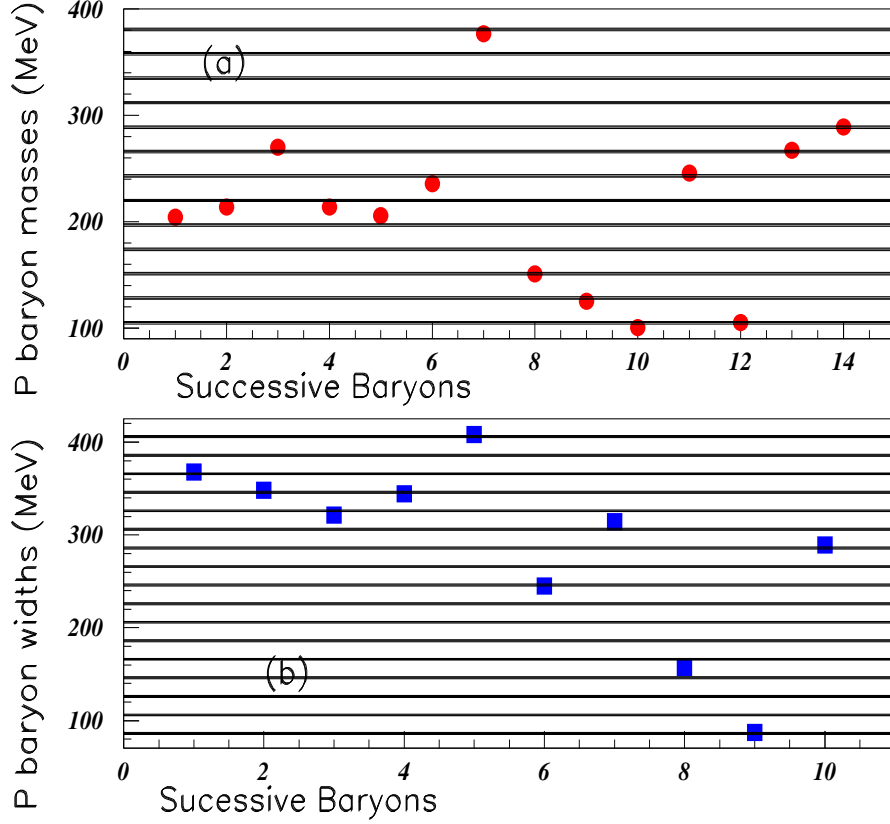 P baryon masses (MeV)
400
300
200
100
(a)
0 2 4 6 8 10 12 14
Successive Baryons
P baryon widths (MeV)
400
300
200
100
(b)
0 2 4 6 8 10
Sucessive Baryons